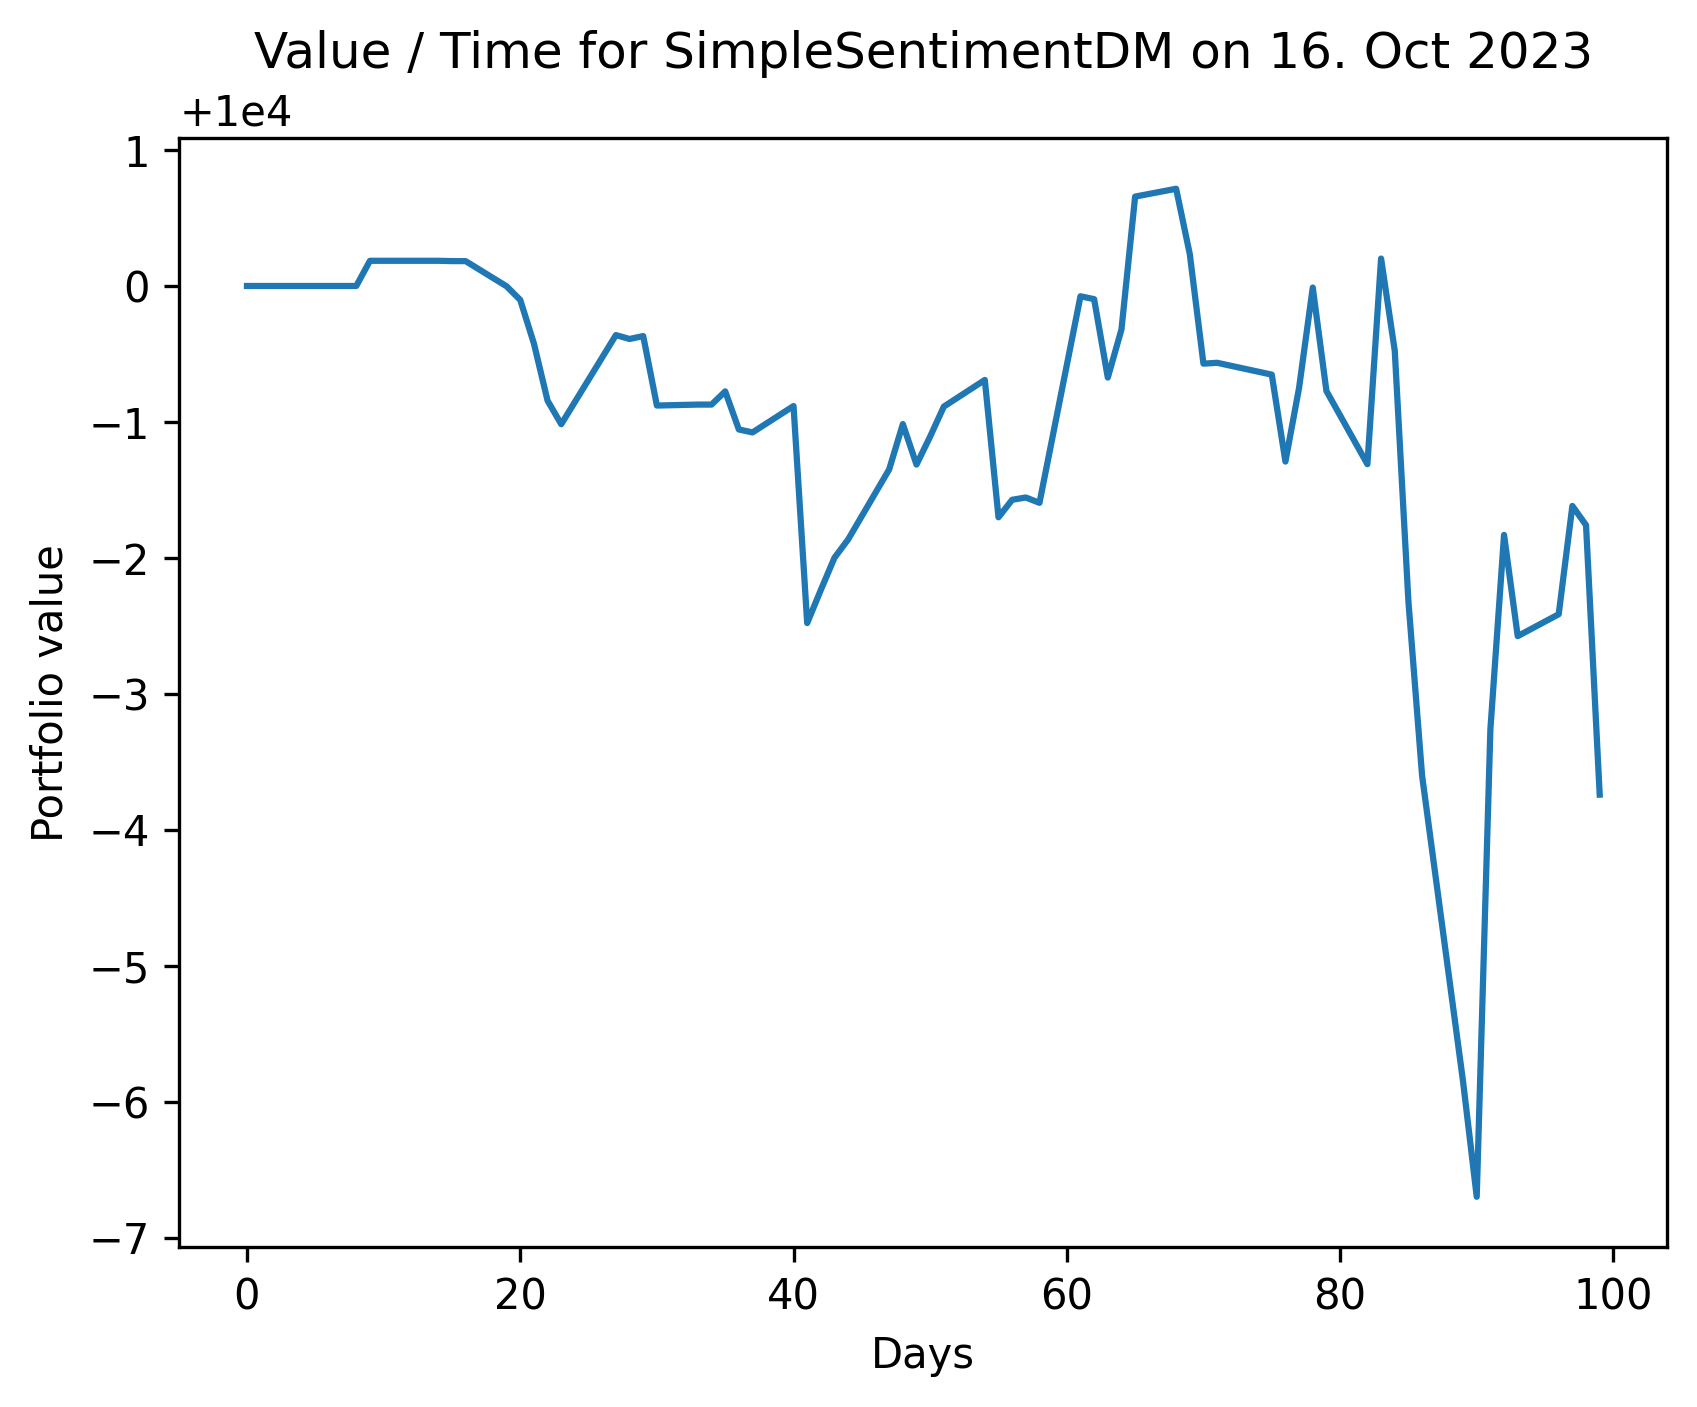 Value / Time for SimpleSentimentDM on 16. Oct 2023
+1e4
1
0
−1
−2
−3
−4
−5
−6
−7
Portfolio value
0 20 40 60 80 100
Days